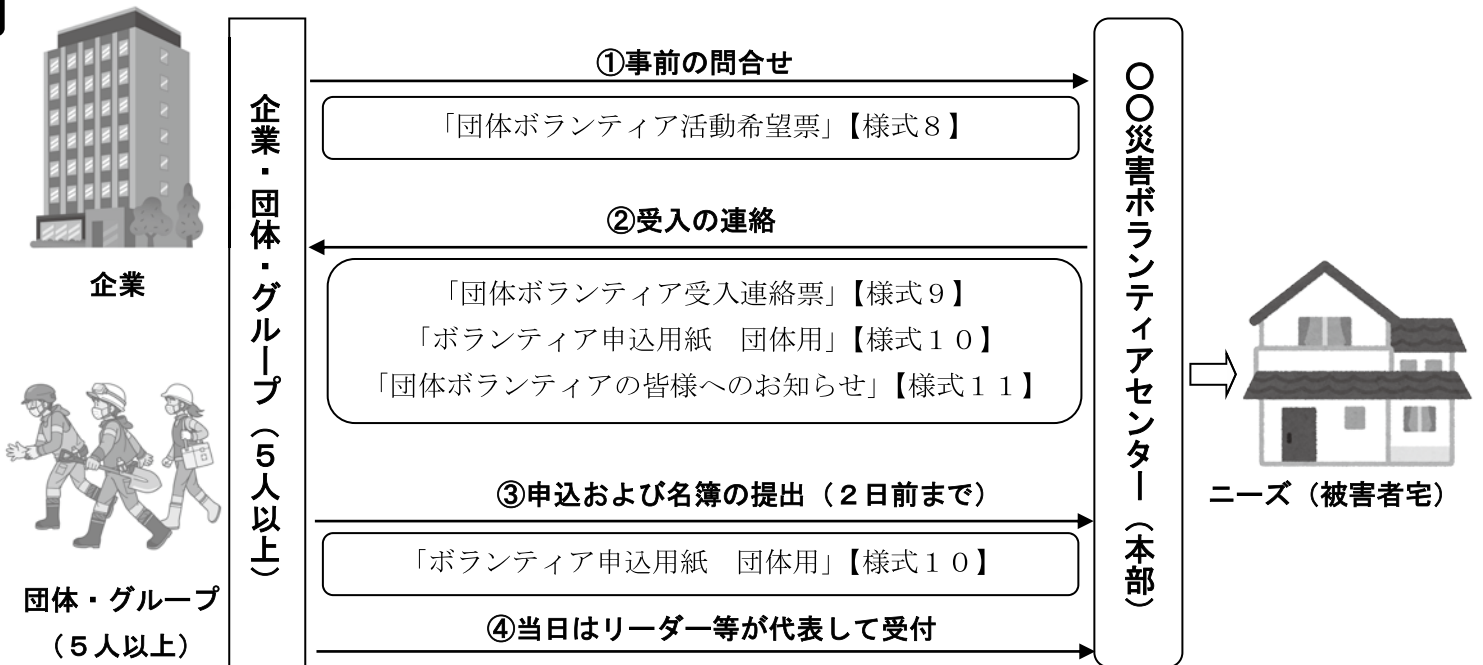 企業
団体・グループ
（５人以上）
企業・団体・グループ（５人以上）
①事前の問合せ
「団体ボランティア活動希望票」【様式８】
②受入の連絡
「団体ボランティア受入連絡票」【様式９】
「ボランティア申込用紙　団体用」【様式１０】
「団体ボランティアの皆様へのお知らせ」【様式１１】
③申込および名簿の提出（２日前まで）
「ボランティア申込用紙　団体用」【様式１０】
④当日はリーダー等が代表して受付
〇〇災害ボランティアセンター（本部）
ニーズ（被害者宅）